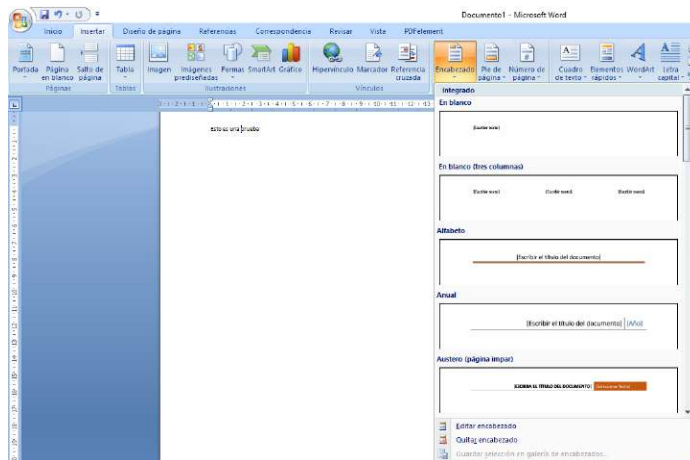 Documento1 - Microsoft Word
Inicio Insertar Diseño de página Referencias Correspondencia Revisar Vista PDFelement
Portada Página en blanco Salto de página Tabla Imagen Imágenes prediseñadas Formas SmartArt Gráfico Hipervínculo Marcador Referencia cruzada Encabezado Pie de página Número de página Cuadro de texto Elementos rápidos WordArt Letra capital
Páginas Tablas Ilustraciones Vínculos
Integrado
En blanco
esto es una prueba
[Escribir texto]
En blanco (tres columnas)
[Escribir texto] [Escribir texto] [Escribir texto]
Alfabeto
[Escribir el título del documento]
Anual
[Escribir el título del documento] [Año]
Austero (página impar)
[ESCRIBA EL TÍTULO DEL DOCUMENTO]
Editar encabezado
Quitar encabezado
Guardar selección en galería de encabezados...